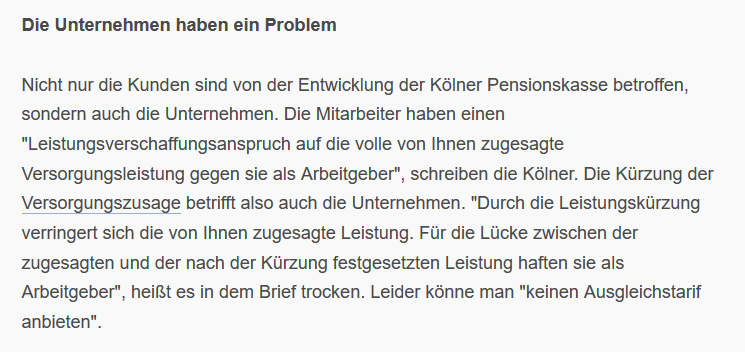 Die Unternehmen haben ein Problem
Nicht nur die Kunden sind von der Entwicklung der Kölner Pensionskasse betroffen,
sondern auch die Unternehmen. Die Mitarbeiter haben einen
"Leistungsverschaffungsanspruch auf die volle von Ihnen zugesagte
Versorgungsleistung gegen sie als Arbeitgeber", schreiben die Kölner. Die Kürzung der
Versorgungszusage betrifft also auch die Unternehmen. "Durch die Leistungskürzung
verringert sich die von Ihnen zugesagte Leistung. Für die Lücke zwischen der
zugesagten und der nach der Kürzung festgesetzten Leistung haften sie als
Arbeitgeber", heißt es in dem Brief trocken. Leider könne man "keinen Ausgleichstarif
anbieten".